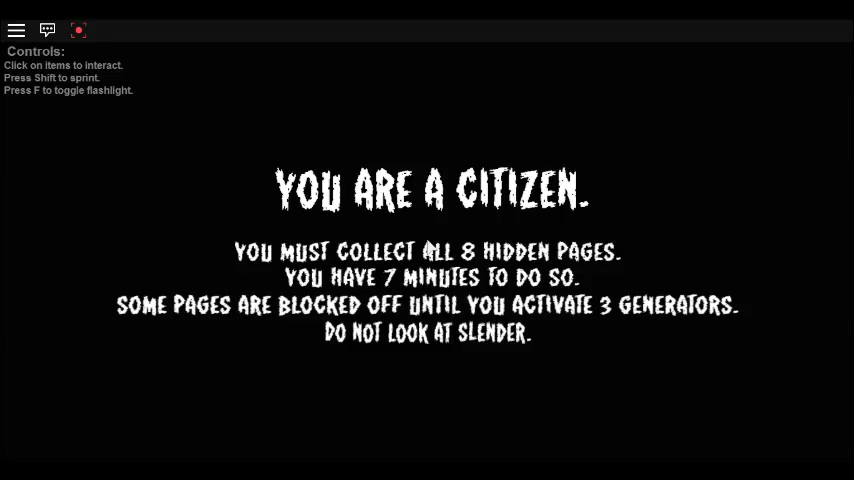 Controls:
Click on items to interact.
Press Shift to sprint.
Press F to toggle flashlight.
YOU ARE A CITIZEN.
YOU MUST COLLECT ALL 8 HIDDEN PAGES.
YOU HAVE 7 MINUTES TO DO SO.
SOME PAGES ARE BLOCKED OFF UNTIL YOU ACTIVATE 3 GENERATORS.
DO NOT LOOK AT SLENDER.